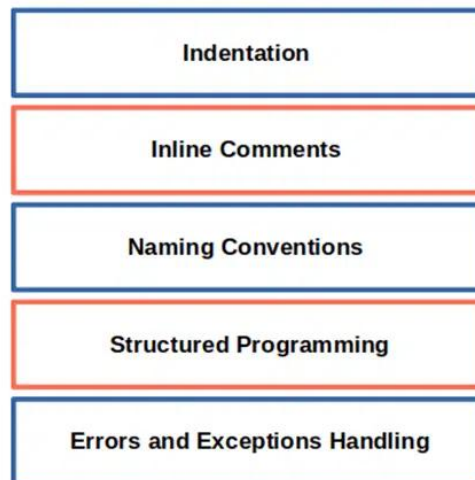 Indentation
Inline Comments
Naming Conventions
Structured Programming
Errors and Exceptions Handling